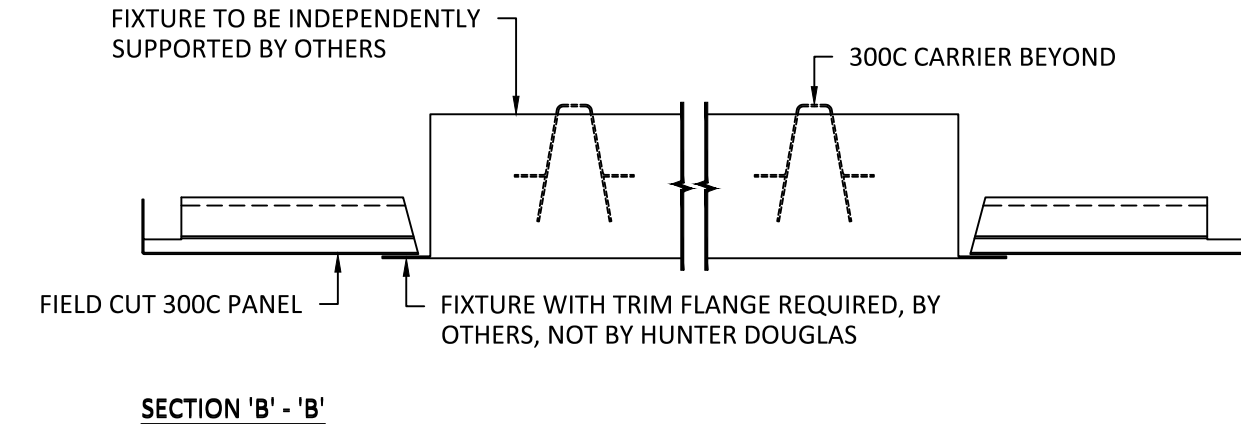 FIXTURE TO BE INDEPENDENTLY
SUPPORTED BY OTHERS
300C CARRIER BEYOND
FIELD CUT 300C PANEL
FIXTURE WITH TRIM FLANGE REQUIRED, BY
OTHERS, NOT BY HUNTER DOUGLAS
SECTION 'B' - 'B'